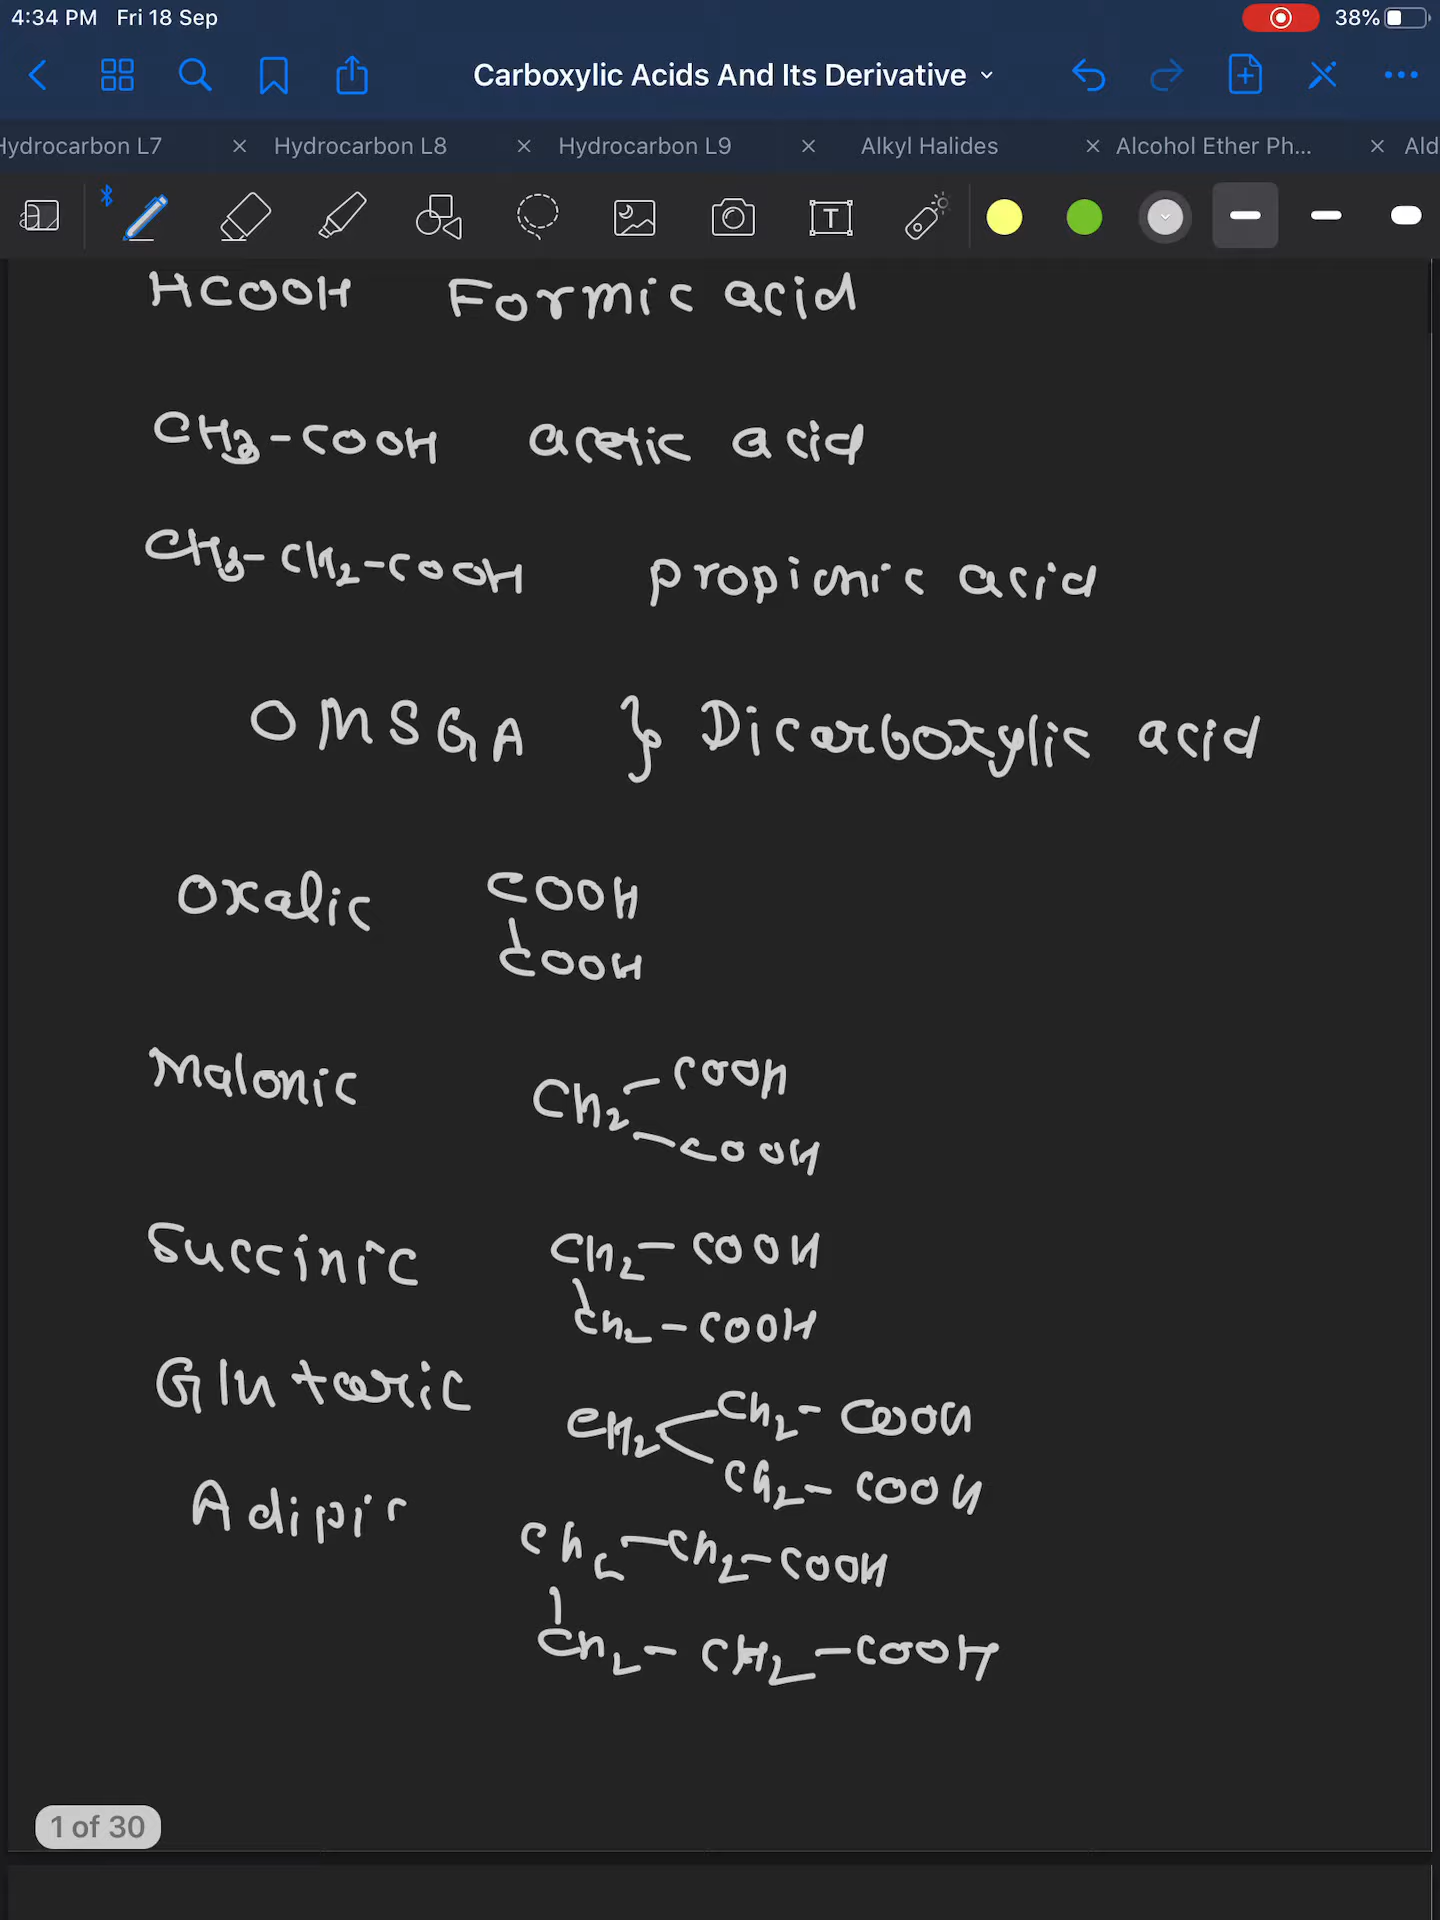 4:34 PM Fri 18 Sep 38%
Carboxylic Acids And Its Derivative
Hydrocarbon L7 × Hydrocarbon L8 × Hydrocarbon L9 × Alkyl Halides × Alcohol Ether Ph... × Ald
HCOOH Formic acid
CH3-COOH acetic acid
CH3-CH2-COOH propionic acid
OMSGA } Dicarboxylic acid
Oxalic COOH
COOH
Malonic CH2 - COOH
- COOH
Succinic CH2-COOH
CH2-COOH
Glutaric CH2 CH2-COOH
CH2-COOH
Adipic CH2-CH2-COOH
CH2-CH2-COOH
1 of 30